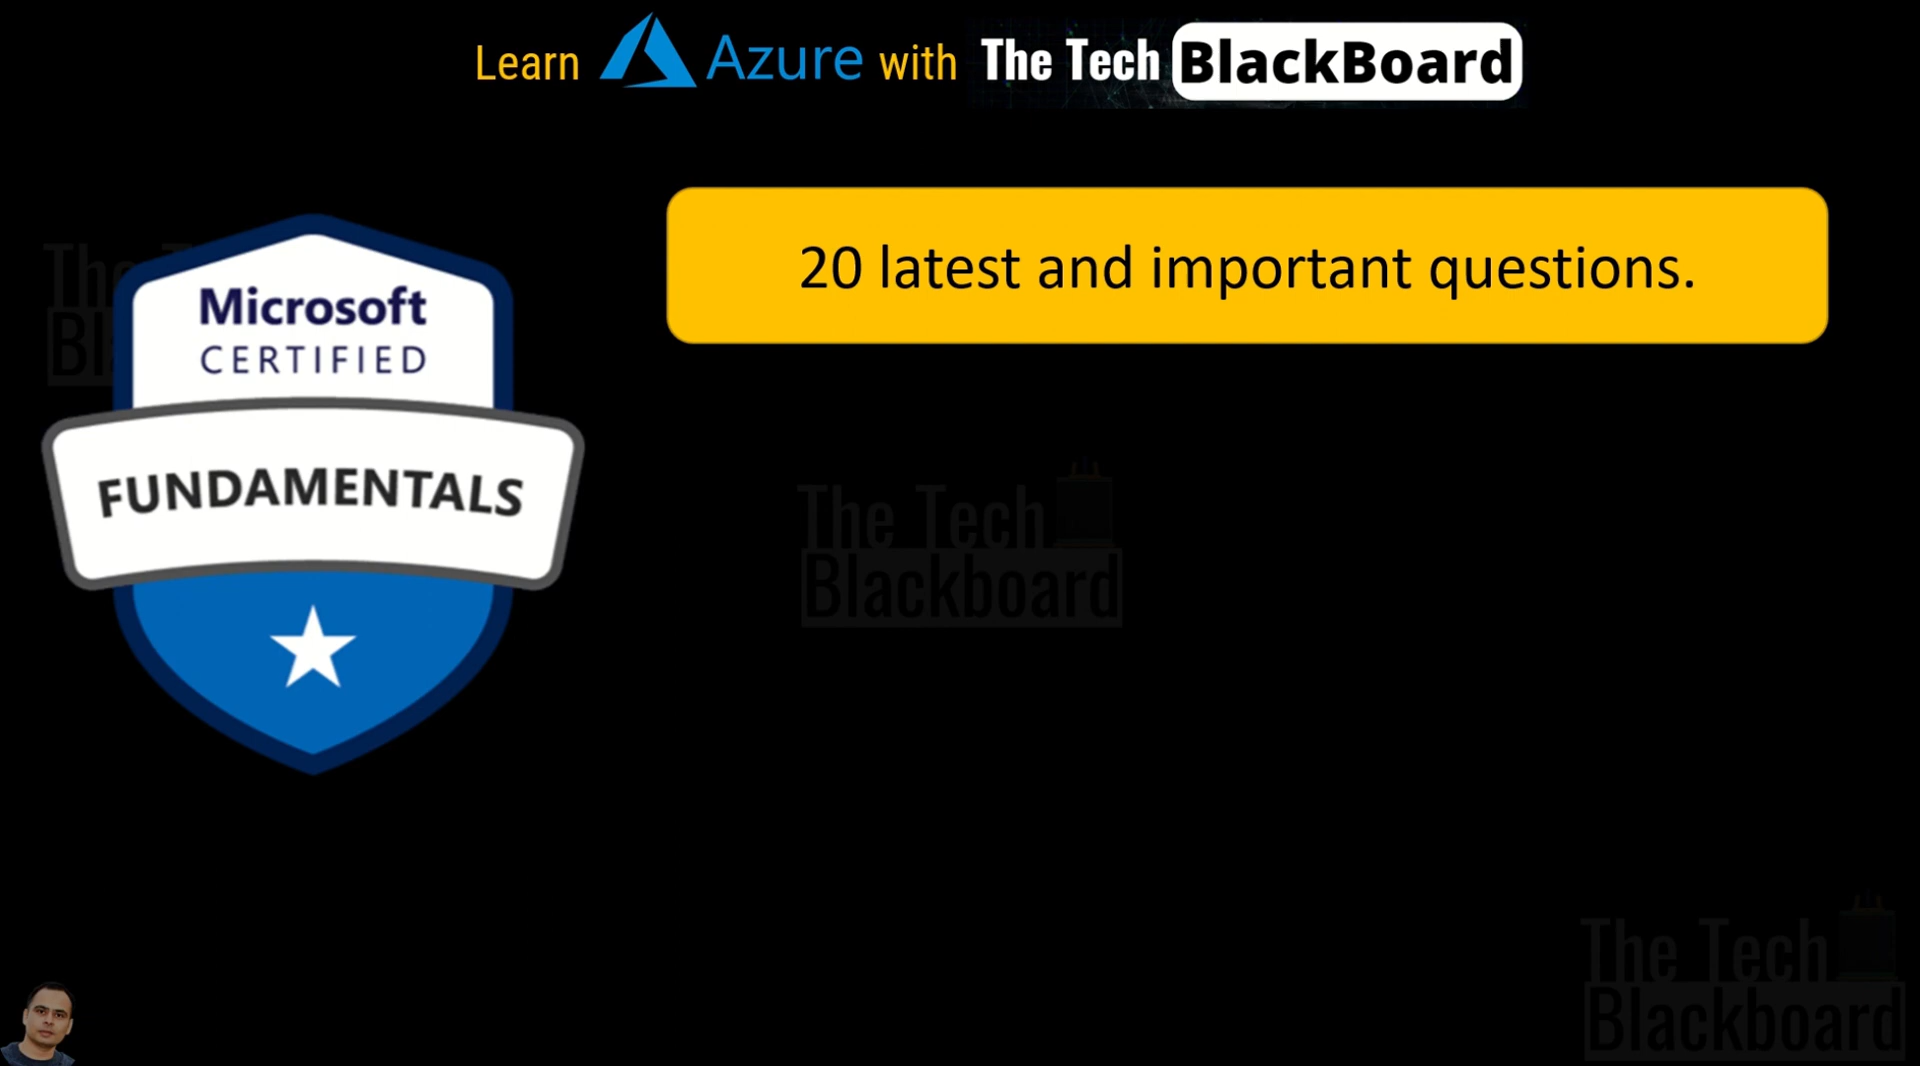 Learn Azure with The Tech BlackBoard
20 latest and important questions.
Microsoft
CERTIFIED
FUNDAMENTALS
The Tech
Blackboard
The Tech
Blackboard